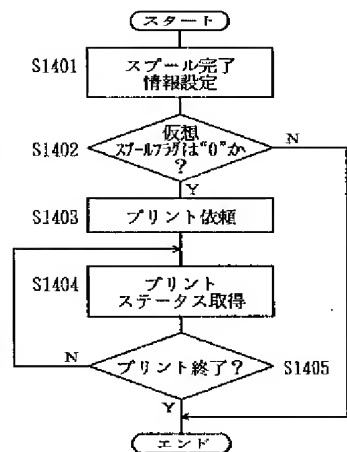 スタート
S1401
スプール完了
情報設定
S1402
仮想
スプールフラグは"0"か
?
N
Y
S1403
プリント依頼
S1404
プリント
ステータス取得
N
プリント終了?
S1405
Y
エンド